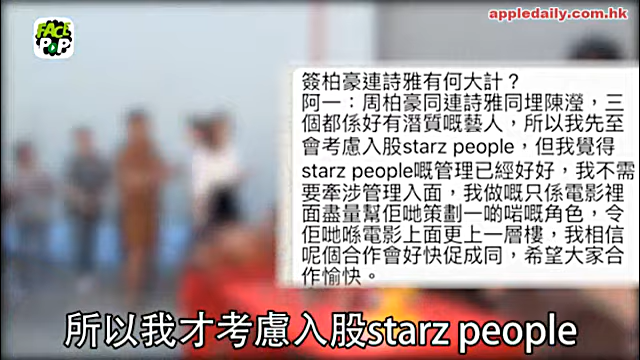 FACE
POP
appledaily.com.hk
簽柏豪連詩雅有何大計？
阿一：周柏豪同連詩雅同埋陳瀅，三
個都係好有潛質嘅藝人，所以我先至
會考慮入股starz people，但我覺得
starz people嘅管理已經好好，我不需
要牽涉管理入面，我做嘅只係電影裡
面盡量幫佢哋策劃一啲啱嘅角色，令
佢哋喺電影上面更上一層樓，我相信
呢個合作會好快促成同，希望大家合
作愉快。
所以我才考慮入股starz people